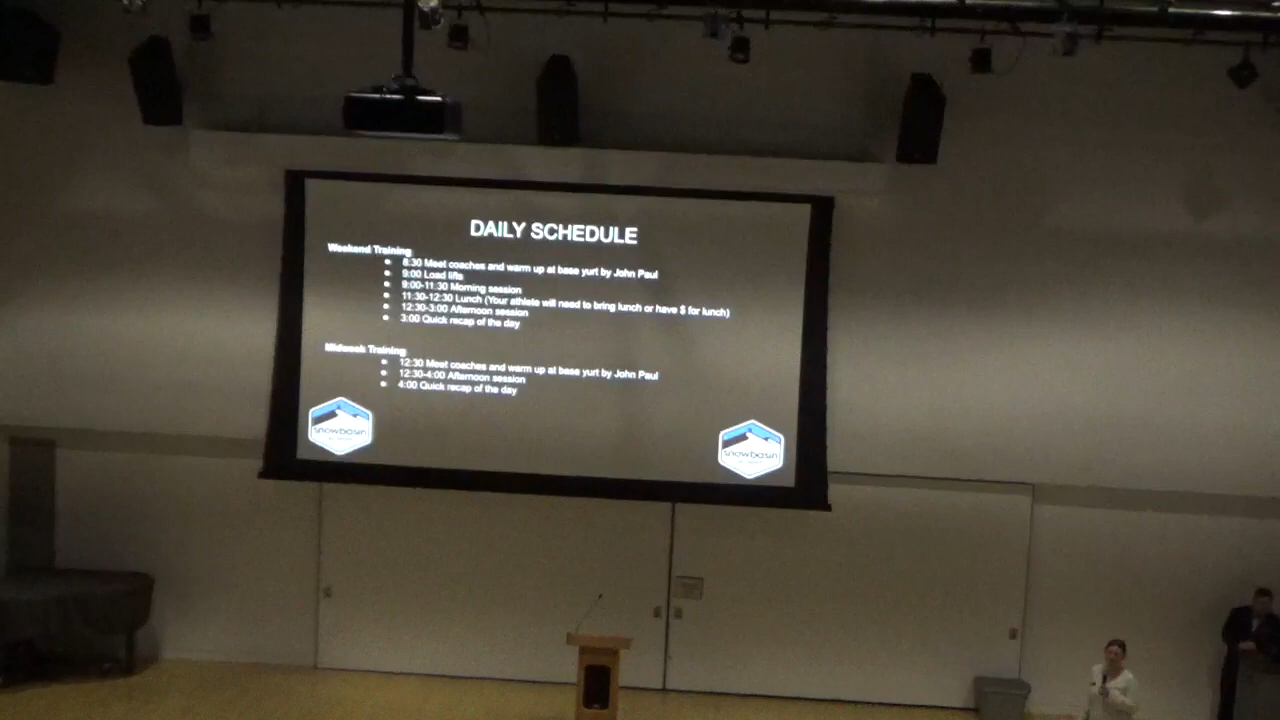 DAILY SCHEDULE
Weekend Training
8:30 Meet coaches and warm up at base yurt by John Paul
9:00 Load lifts
9:00-11:30 Morning session
11:30-12:30 Lunch (Your athlete will need to bring lunch or have $ for lunch)
12:30-3:00 Afternoon session
3:00 Quick recap of the day
Midweek Training
12:30 Meet coaches and warm up at base yurt by John Paul
12:30-4:00 Afternoon session
4:00 Quick recap of the day
snowbasin
snowbasin